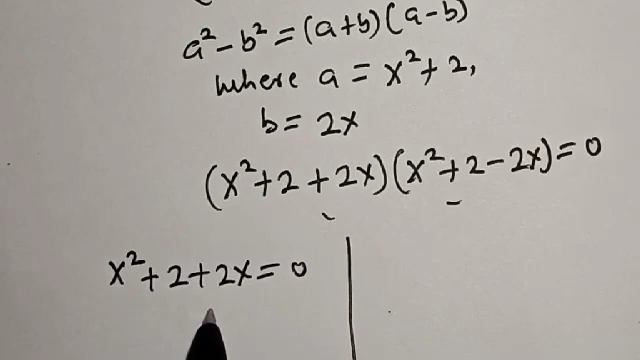 a² - b² = (a+b)(a-b)
where a = x² + 2,
b = 2x
(x² + 2 + 2x)(x² + 2 - 2x) = 0
x² + 2 + 2x = 0